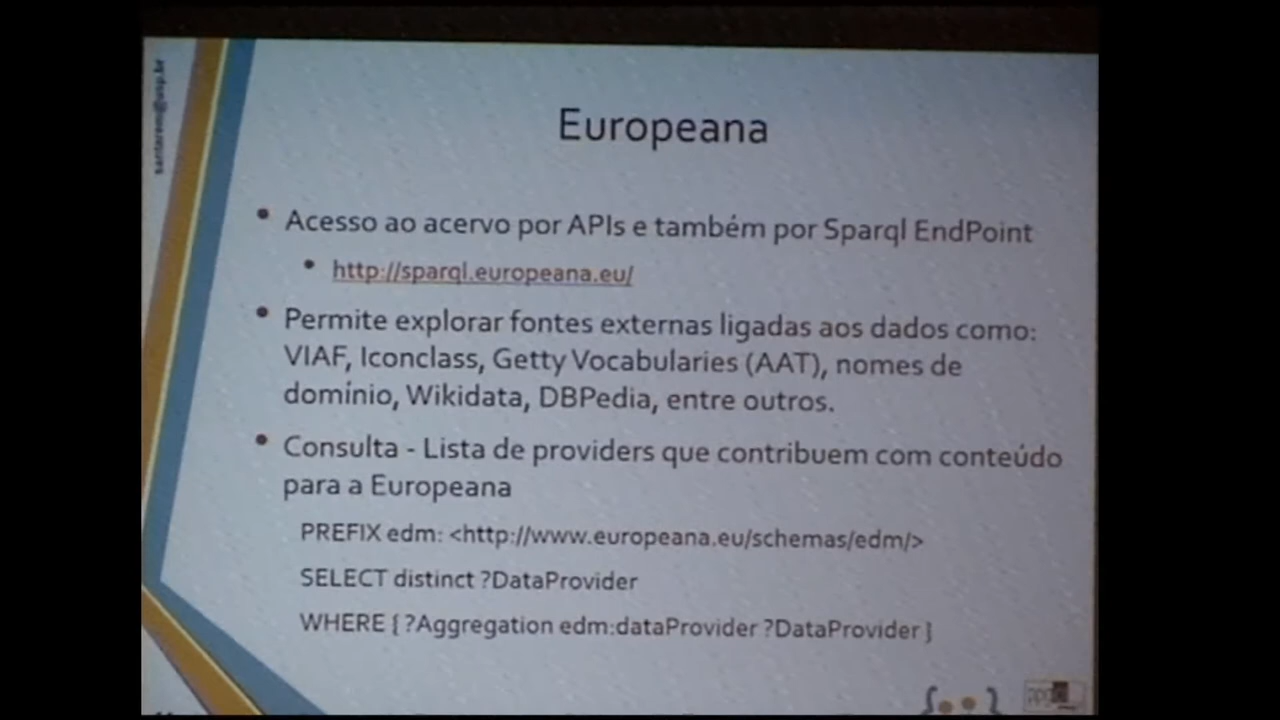 Europeana
• Acesso ao acervo por APIs e também por Sparql EndPoint
• http://sparql.europeana.eu/
• Permite explorar fontes externas ligadas aos dados como:
VIAF, Iconclass, Getty Vocabularies (AAT), nomes de
domínio, Wikidata, DBPedia, entre outros.
• Consulta - Lista de providers que contribuem com conteúdo
para a Europeana
PREFIX edm: <http://www.europeana.eu/schemas/edm/>
SELECT distinct ?DataProvider
WHERE { ?Aggregation edm:dataProvider ?DataProvider }